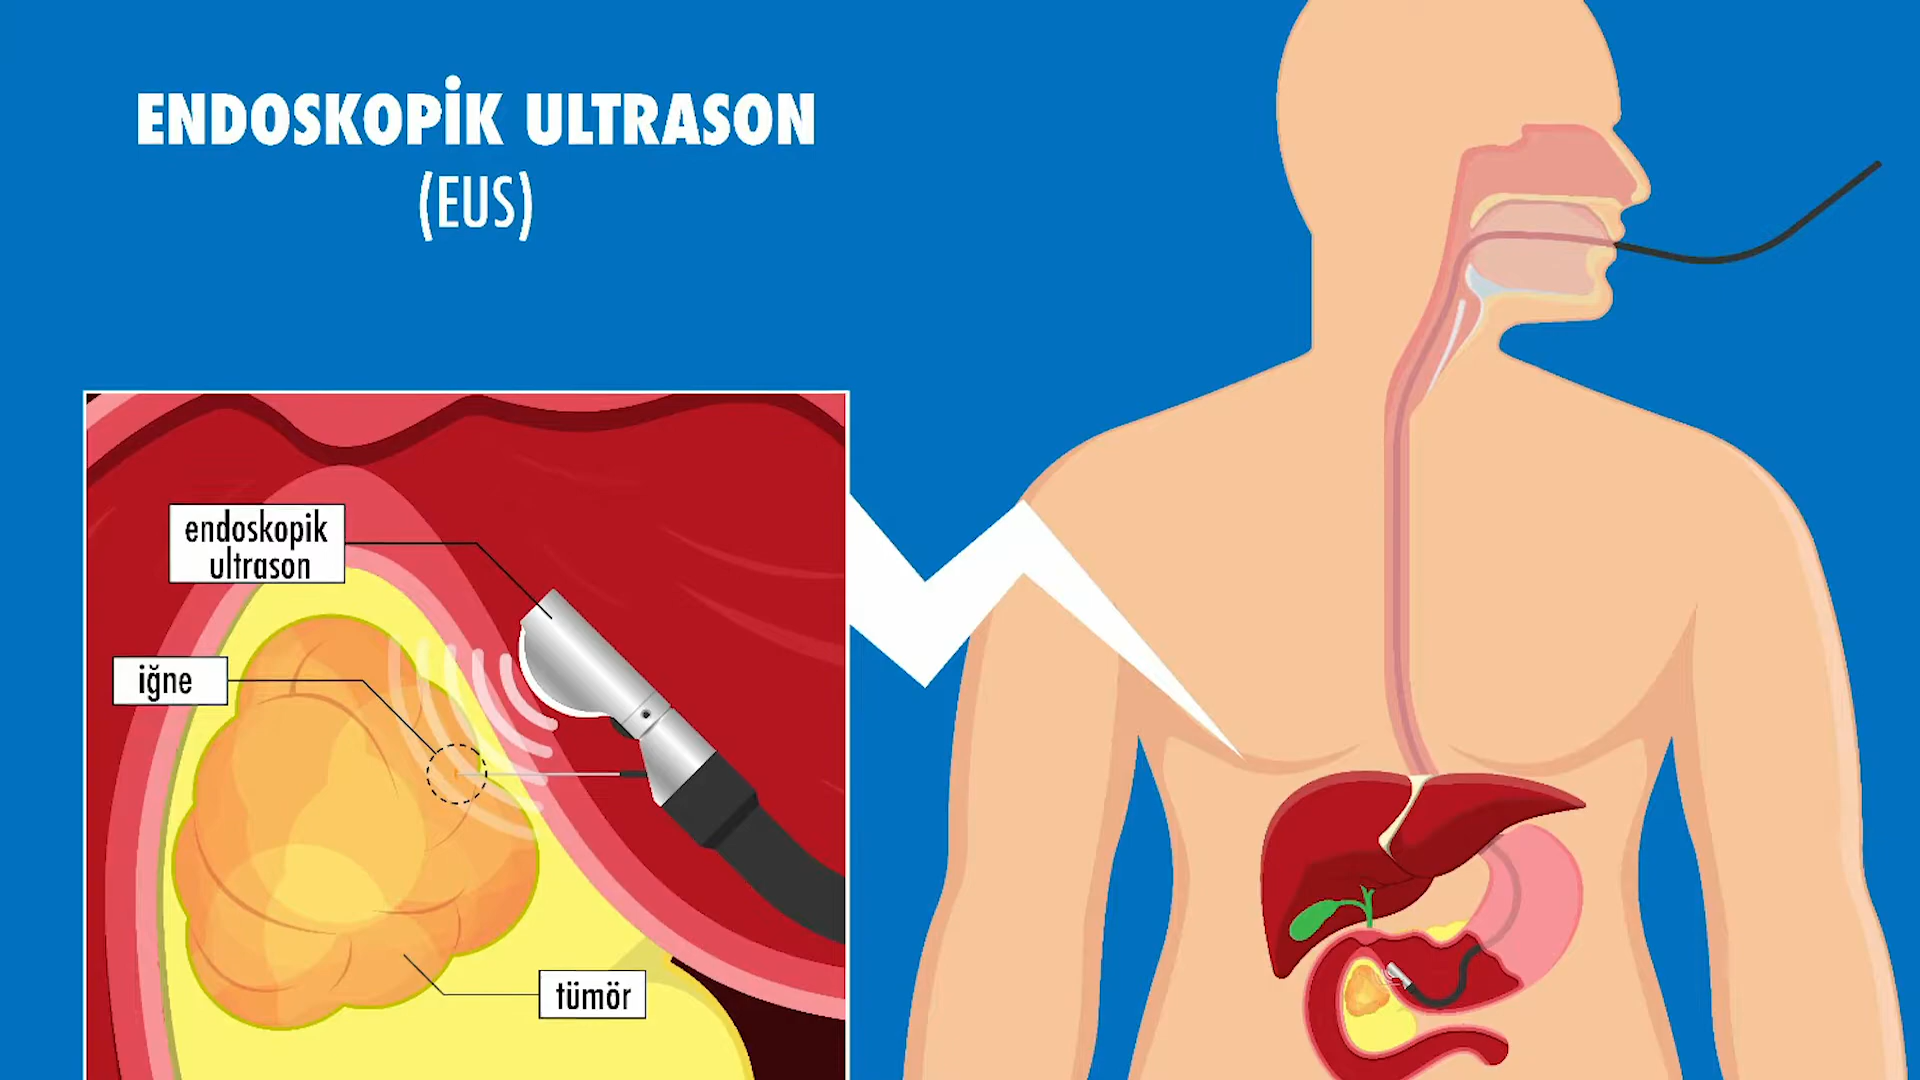 ENDOSKOPİK ULTRASON
(EUS)
endoskopik
ultrason
iğne
tümör